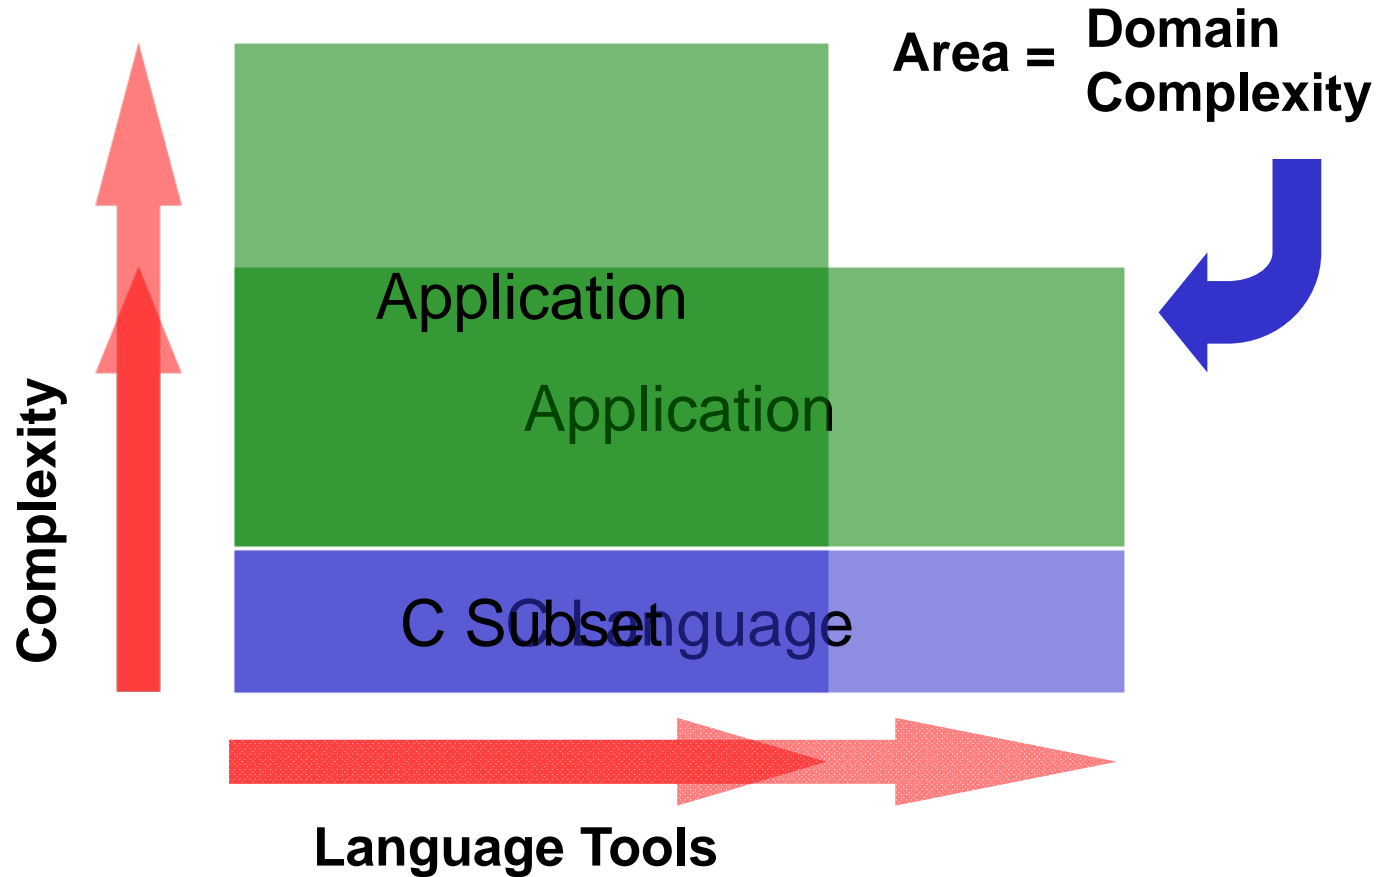 Area =
Domain
Complexity
Application
Application
Complexity
C Subset
C Language
Language Tools